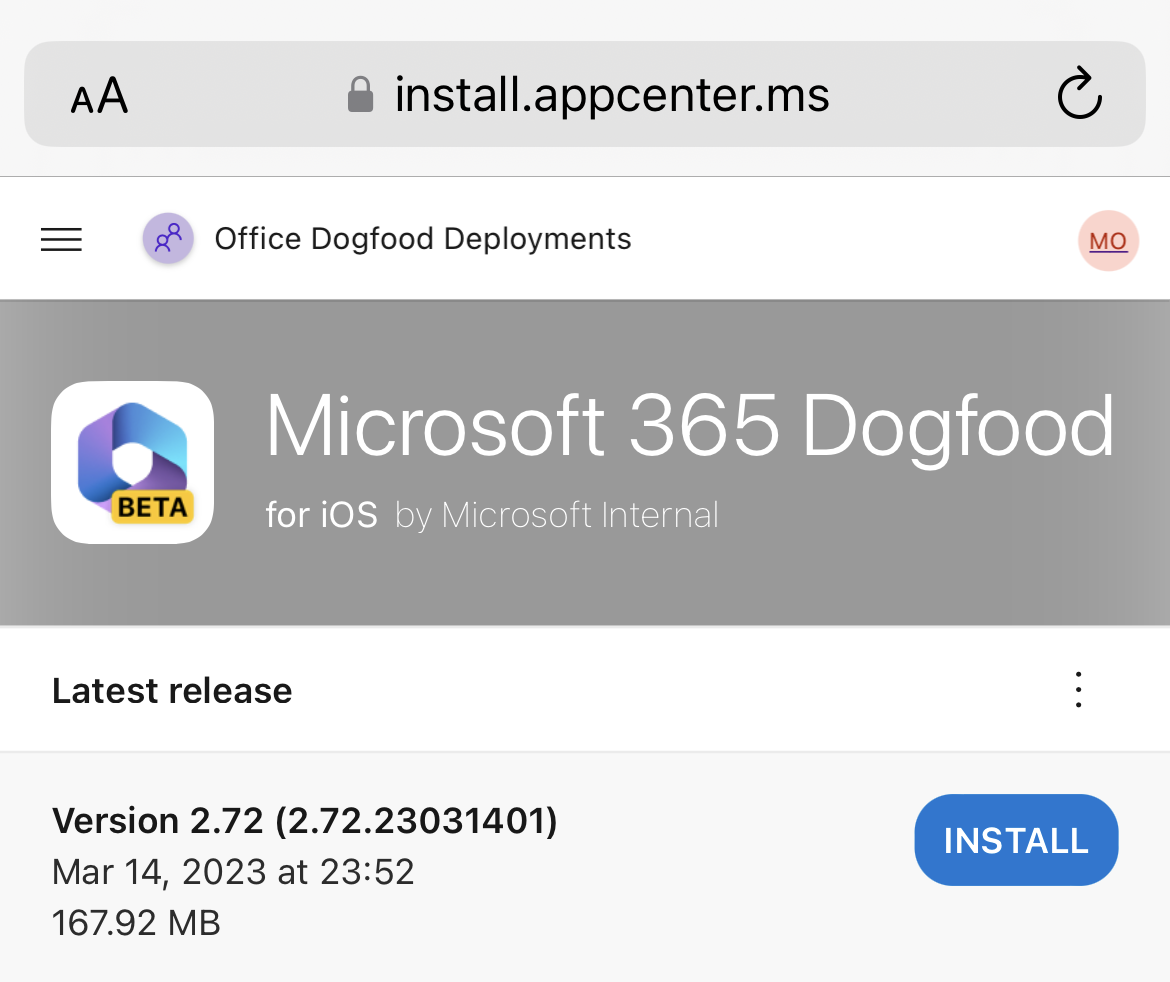 AA
install.appcenter.ms
Office Dogfood Deployments
MO
Microsoft 365 Dogfood
BETA
for iOS by Microsoft Internal
Latest release
Version 2.72 (2.72.23031401)
INSTALL
Mar 14, 2023 at 23:52
167.92 MB